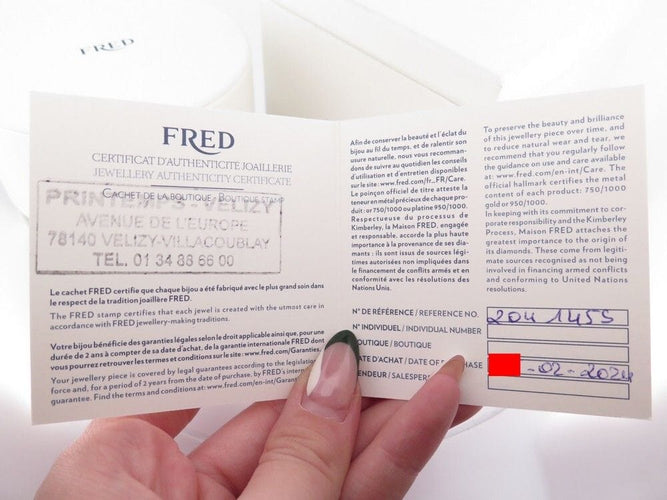 FRED
FRED
CERTIFICAT D'AUTHENTICITÉ JOAILLERIE
JEWELLERY AUTHENTICITY CERTIFICATE
CACHET DE LA BOUTIQUE / BOUTIQUE STAMP
PRINTEMPS - VELIZY
AVENUE DE L'EUROPE
78140 VELIZY-VILLACOUBLAY
TEL. 01 34 88 66 00
Le cachet FRED certifie que chaque bijou a été fabriqué avec le plus grand soin dans
le respect de la tradition joaillère FRED.
The FRED stamp certifies that each jewel is created with the utmost care in
accordance with FRED jewellery-making traditions.
Votre bijou bénéficie des garanties légales selon le droit applicable ainsi que, pour une
durée de 2 ans à compter de sa date d'achat, de la garantie internationale FRED dont
vous pourrez retrouver les termes et conditions sur le site : www.fred.com/Garanties.
Your jewellery piece is covered by legal guarantees according to the legislation
force and, for a period of 2 years from the date of purchase, by FRED's
guarantee. Find the terms and conditions at: www.fred.com/en-int/Garan
Afin de conserver la beauté et l'éclat du
bijou au fil du temps, et de ralentir son
usure naturelle, nous vous recomman-
dons de suivre au quotidien les conseils
d'utilisation et d'entretien disponibles
sur le site : www.fred.com/fr_FR/Care.
Le poinçon officiel de titre atteste la
teneur en métal précieux de chaque pro-
duit : or 750/1000 ou platine 950/1000.
Respectueuse du processus de
Kimberley, la Maison FRED, engagée
et responsable, accorde la plus haute
importance à la provenance de ses dia-
mants : ils sont issus de sources légi-
times autorisées non impliquées dans
le financement de conflits armés et en
conformité avec les résolutions des
Nations Unis.
To preserve the beauty and brilliance
of this jewellery piece over time, and
to reduce natural wear and tear, we
recommend that you regularly follow
the guidance on use and care available
at: www.fred.com/en-int/Care. The
official hallmark certifies the metal
content of each product: 750/1000
gold or 950/1000.
In keeping with its commitment to cor-
porate responsibility and the Kimberley
Process, Maison FRED attaches the
greatest importance to the origin of
its diamonds. These come from legiti-
mate sources recognised as not being
involved in financing armed conflicts
and conforming to United Nations
resolutions.
N° DE RÉFÉRENCE / REFERENCE NO. 204 1455
N° INDIVIDUEL / INDIVIDUAL NUMBER
OUTIQUE / BOUTIQUE
ATE D'ACHAT / DATE OF PURCHASE -02-2024
ENDEUR / SALESPER